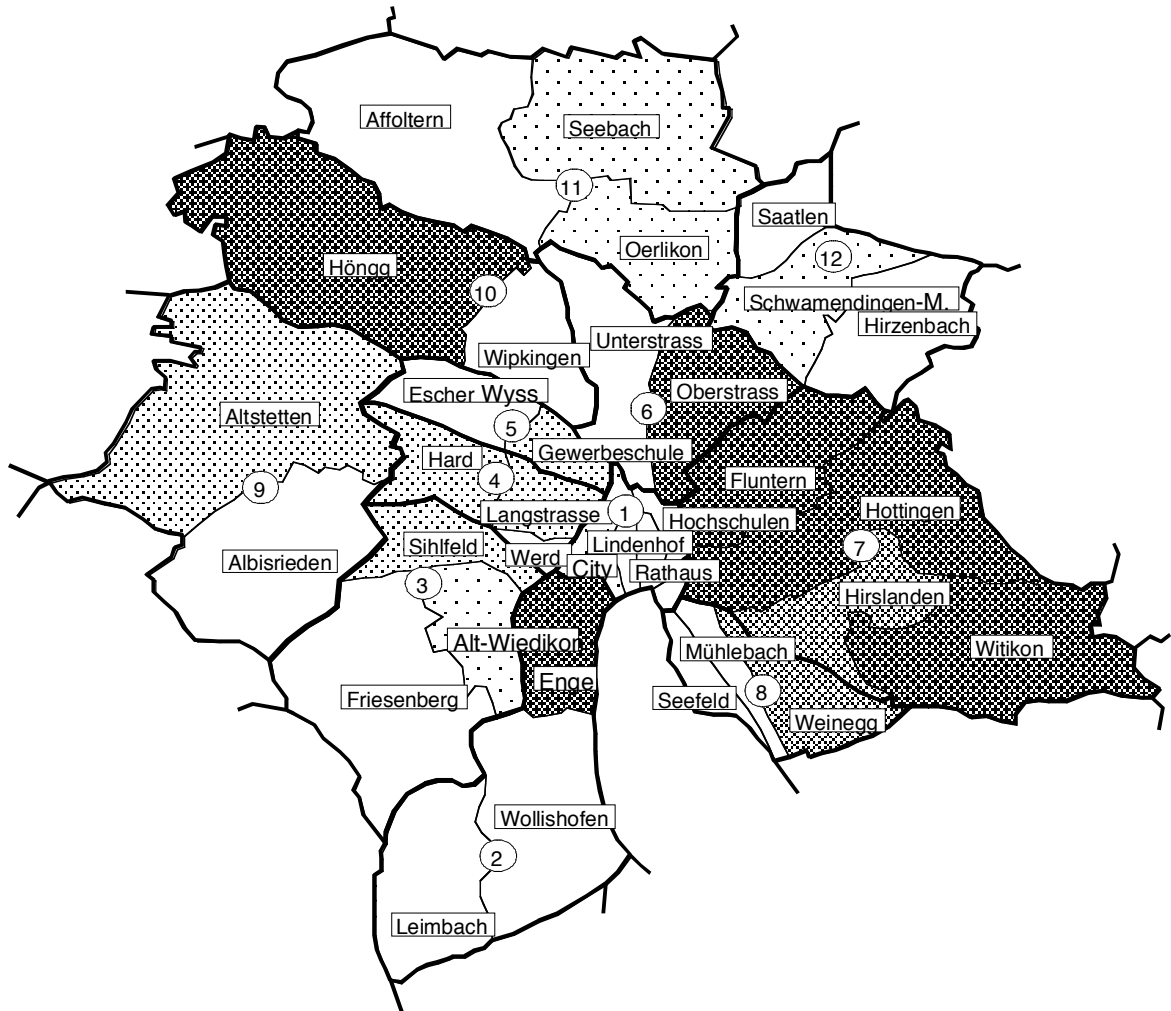 Affoltern
Seebach
11
Saatlen
Oerlikon
12
Höngg
10
Schwamendingen-M.
Hirzenbach
Unterstrass
Wipkingen
Escher Wyss
Oberstrass
6
Altstetten
5
Gewerbeschule
Hard
4
Fluntern
9
Hottingen
Langstrasse
1
Hochschulen
Sihlfeld
Werd
Lindenhof
7
Albisrieden
City
Rathaus
3
Hirslanden
Alt-Wiedikon
Mühlebach
Witikon
Enge
Friesenberg
Seefeld
8
Weinegg
Wollishofen
2
Leimbach